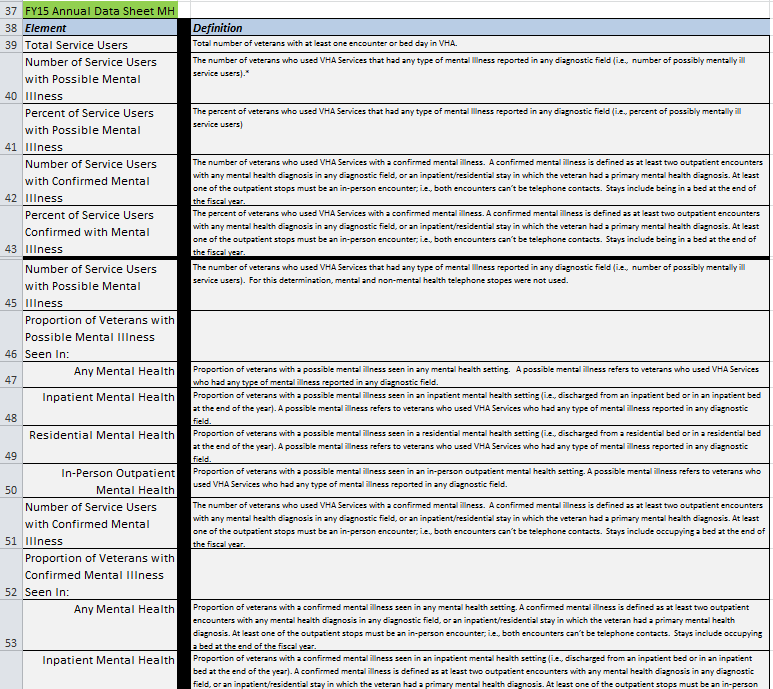 37 FY15 Annual Data Sheet MH
38 Element Definition
39 Total Service Users Total number of veterans with at least one encounter or bed day in VHA.
Number of Service Users The number of veterans who used VHA Services that had any type of mental illness reported in any diagnostic field (i.e., number of possibly mentally ill
with Possible Mental service users).*
40 Illness
Percent of Service Users The percent of veterans who used VHA Services that had any type of mental illness reported in any diagnostic field (i.e., percent of possibly mentally ill
with Possible Mental service users)
41 Illness
Number of Service Users The number of veterans who used VHA Services with a confirmed mental illness. A confirmed mental illness is defined as at least two outpatient encounters
with Confirmed Mental with any mental health diagnosis in any diagnostic field, or an inpatient/residential stay in which the veteran had a primary mental health diagnosis. At least
one of the outpatient stops must be an in-person encounter; i.e., both encounters can't be telephone contacts. Stays include being in a bed at the end of
42 Illness the fiscal year.
Percent of Service Users The percent of veterans who used VHA Services with a confirmed mental illness. A confirmed mental illness is defined as at least two outpatient encounters
Confirmed with Mental with any mental health diagnosis in any diagnostic field, or an inpatient/residential stay in which the veteran had a primary mental health diagnosis. At least
one of the outpatient stops must be an in-person encounter; i.e., both encounters can't be telephone contacts. Stays include being in a bed at the end of
43 Illness the fiscal year.
Number of Service Users The number of veterans who used VHA Services that had any type of mental illness reported in any diagnostic field (i.e., number of possibly mentally ill
with Possible Mental service users). For this determination, mental and non-mental health telephone stopes were not used.
45 Illness
Proportion of Veterans with
Possible Mental Illness
46 Seen In:
Any Mental Health Proportion of veterans with a possible mental illness seen in any mental health setting. A possible mental illness refers to veterans who used VHA Services
47 who had any type of mental illness reported in any diagnostic field.
Inpatient Mental Health Proportion of veterans with a possible mental illness seen in an inpatient mental health setting (i.e., discharged from an inpatient bed or in an inpatient bed
at the end of the year). A possible mental illness refers to veterans who used VHA Services who had any type of mental illness reported in any diagnostic
48 field.
Residential Mental Health Proportion of veterans with a possible mental illness seen in a residential mental health setting (i.e., discharged from a residential bed or in a residential bed
at the end of the year). A possible mental illness refers to veterans who used VHA Services who had any type of mental illness reported in any diagnostic
49 field.
In-Person Outpatient Proportion of veterans with a possible mental illness seen in an in-person outpatient mental health setting. A possible mental illness refers to veterans who
50 Mental Health used VHA Services who had any type of mental illness reported in any diagnostic field.
Number of Service Users The number of veterans who used VHA Services with a confirmed mental illness. A confirmed mental illness is defined as at least two outpatient encounters
with Confirmed Mental with any mental health diagnosis in any diagnostic field, or an inpatient/residential stay in which the veteran had a primary mental health diagnosis. At least
one of the outpatient stops must be an in-person encounter; i.e., both encounters can't be telephone contacts. Stays include occupying a bed at the end of
51 Illness the fiscal year.
Proportion of Veterans with
Confirmed Mental Illness
52 Seen In:
Any Mental Health Proportion of veterans with a confirmed mental illness seen in any mental health setting. A confirmed mental illness is defined as at least two outpatient
encounters with any mental health diagnosis in any diagnostic field, or an inpatient/residential stay in which the veteran had a primary mental health
diagnosis. At least one of the outpatient stops must be an in-person encounter; i.e., both encounters can't be telephone contacts. Stays include occupying
53 a bed at the end of the fiscal year.
Inpatient Mental Health Proportion of veterans with a confirmed mental illness seen in an inpatient mental health setting (i.e., discharged from an inpatient bed or in an inpatient
bed at the end of the year). A confirmed mental illness is defined as at least two outpatient encounters with any mental health diagnosis in any diagnostic
field, or an inpatient/residential stay in which the veteran had a primary mental health diagnosis. At least one of the outpatient stops must be an in-person